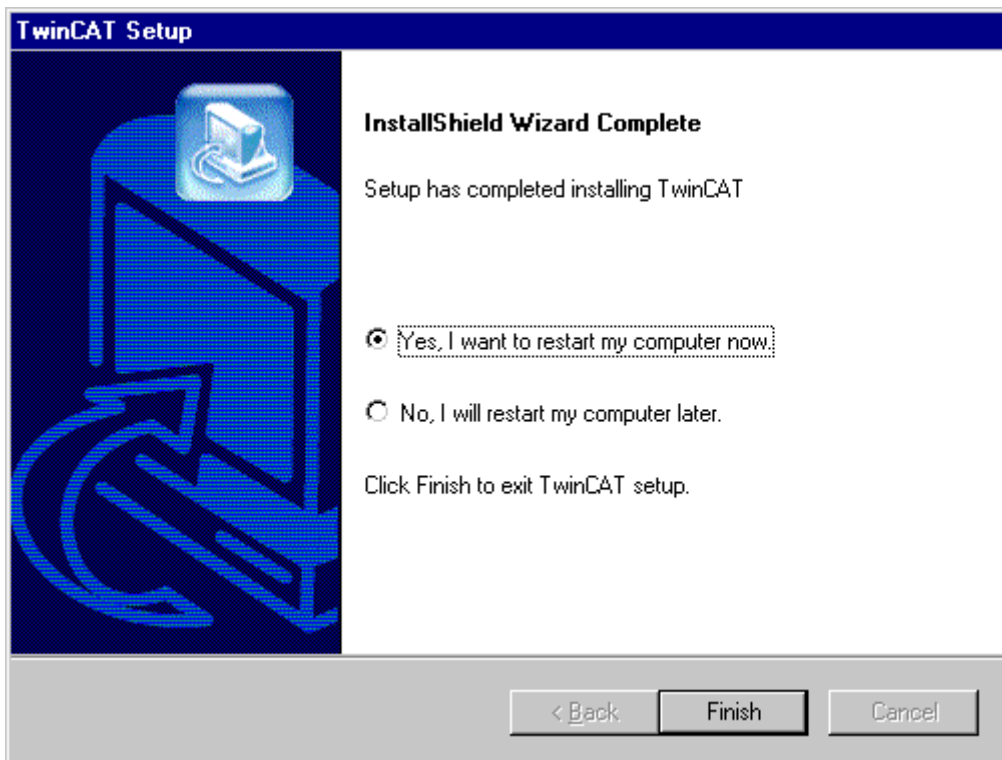 TwinCAT Setup
InstallShield Wizard Complete
Setup has completed installing TwinCAT
Yes, I want to restart my computer now.
No, I will restart my computer later.
Click Finish to exit TwinCAT setup.
< Back Finish Cancel